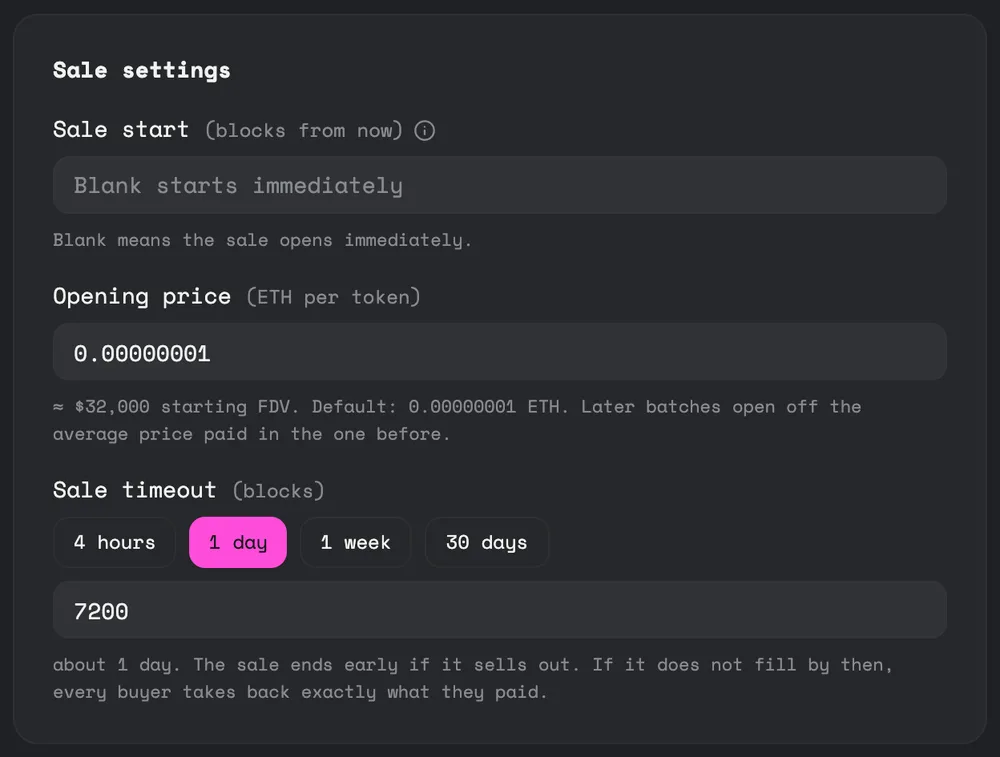 Sale settings
Sale start (blocks from now)
Blank starts immediately
Blank means the sale opens immediately.
Opening price (ETH per token)
0.00000001
≈ $32,000 starting FDV. Default: 0.00000001 ETH. Later batches open off the
average price paid in the one before.
Sale timeout (blocks)
4 hours 1 day 1 week 30 days
7200
about 1 day. The sale ends early if it sells out. If it does not fill by then,
every buyer takes back exactly what they paid.